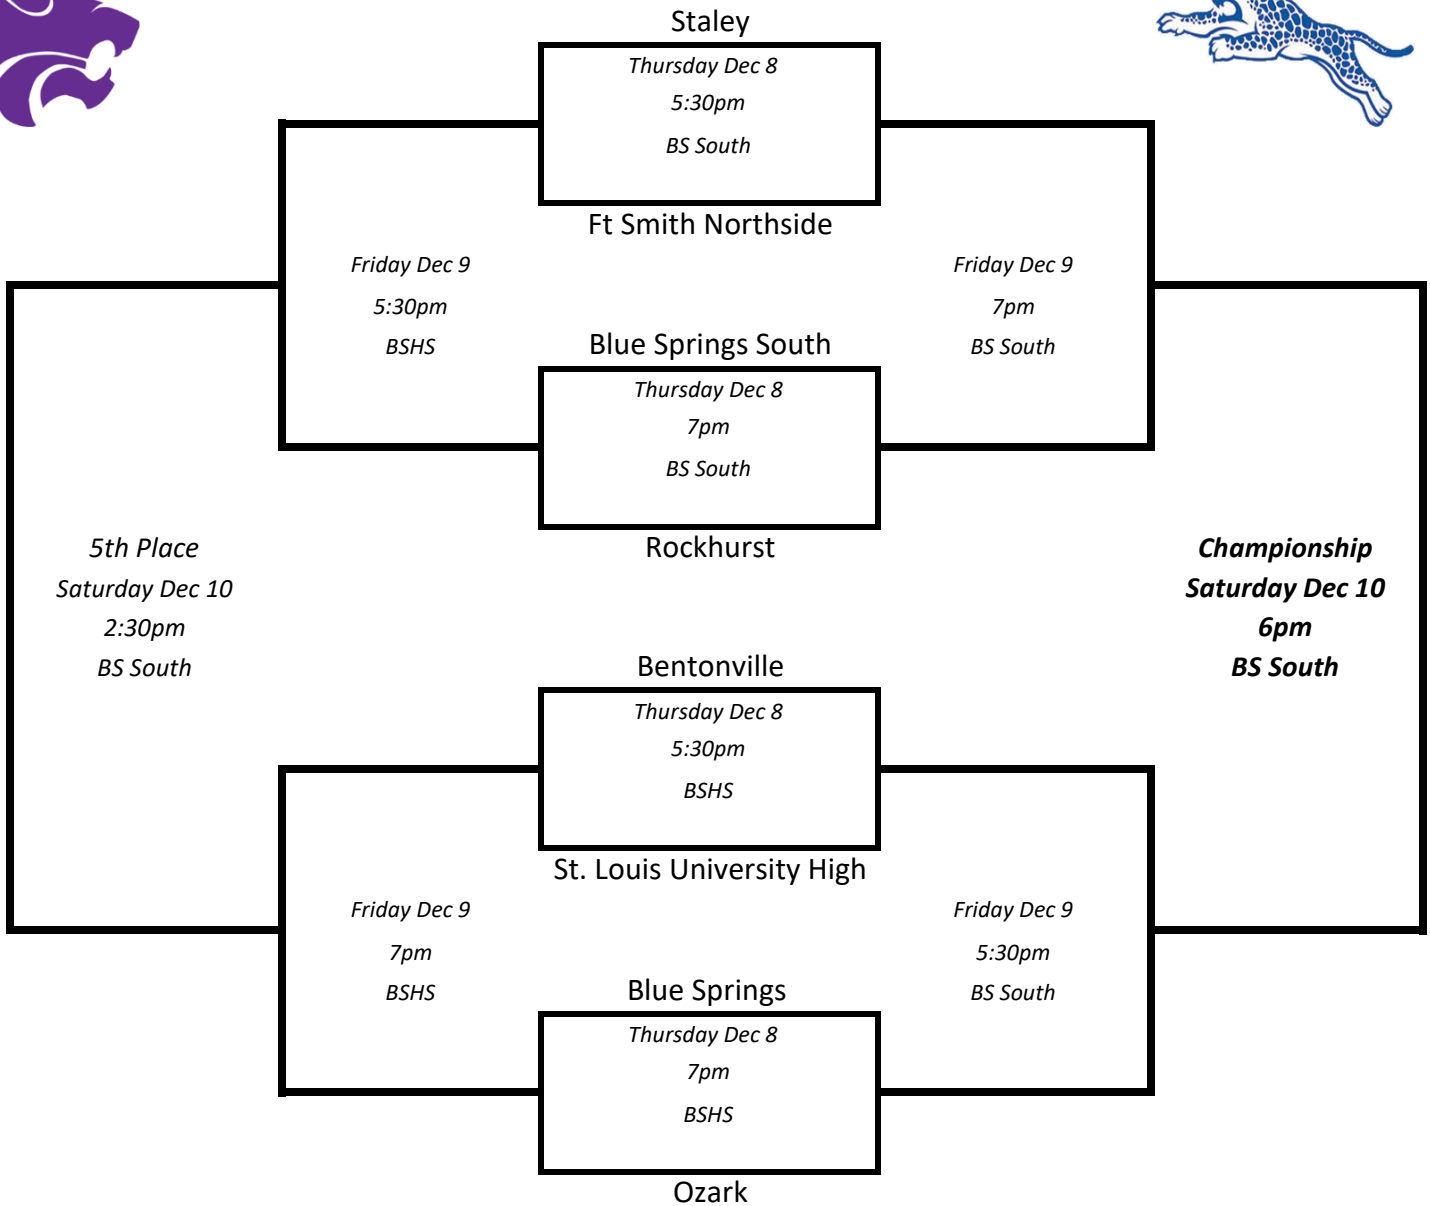 Staley
Thursday Dec 8
5:30pm
BS South
Ft Smith Northside
Friday Dec 9
5:30pm
BSHS
Friday Dec 9
7pm
BS South
Blue Springs South
Thursday Dec 8
7pm
BS South
Rockhurst
5th Place
Saturday Dec 10
2:30pm
BS South
Championship
Saturday Dec 10
6pm
BS South
Bentonville
Thursday Dec 8
5:30pm
BSHS
St. Louis University High
Friday Dec 9
7pm
BSHS
Friday Dec 9
5:30pm
BS South
Blue Springs
Thursday Dec 8
7pm
BSHS
Ozark